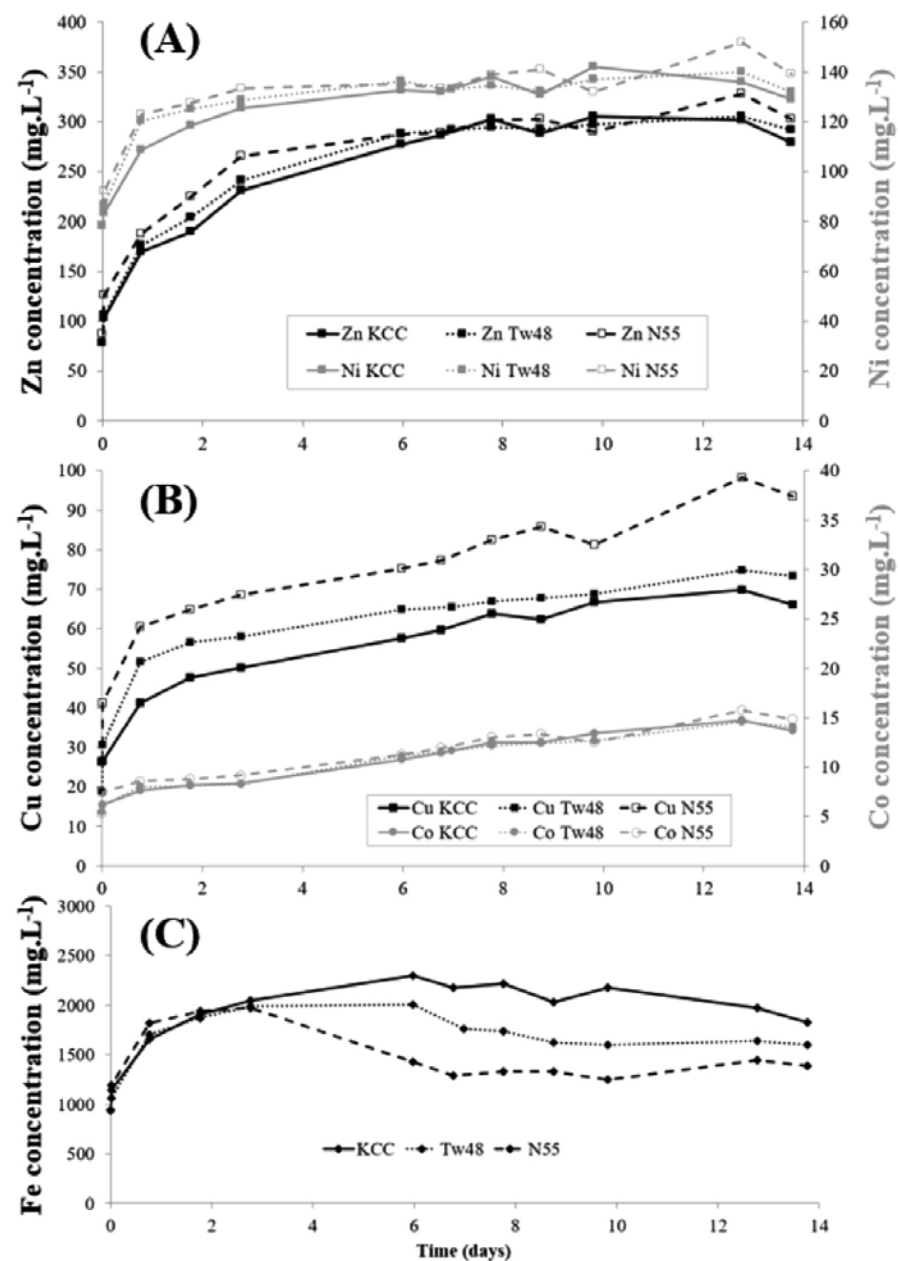 (A)
Zn concentration (mg.L-1)
400
350
300
250
200
150
100
50
0
160
140
120
100
80
60
40
20
0
Ni concentration (mg.L-1)
Zn KCC Zn Tw48 Zn N55
Ni KCC Ni Tw48 Ni N55
0 2 4 6 8 10 12 14
(B)
Cu concentration (mg.L-1)
100
90
80
70
60
50
40
30
20
10
0
40
35
30
25
20
15
10
5
0
Co concentration (mg.L-1)
Cu KCC Cu Tw48 Cu N55
Co KCC Co Tw48 Co N55
0 2 4 6 8 10 12 14
(C)
Fe concentration (mg.L-1)
3000
2500
2000
1500
1000
500
0
KCC Tw48 N55
0 2 4 6 8 10 12 14
Time (days)